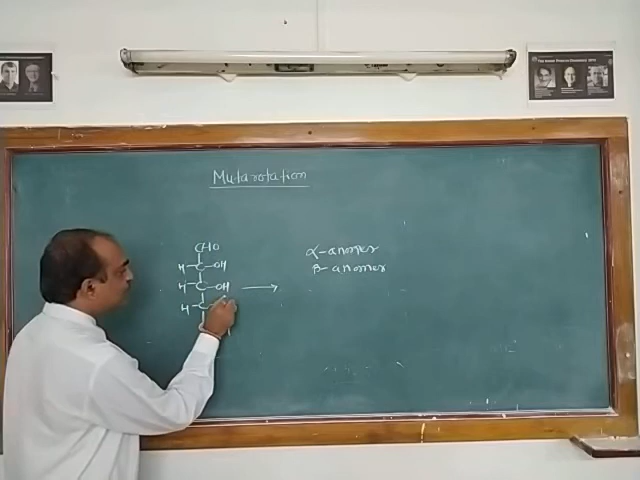 Mutarotation
CHO
H-C-OH
H-C-OH
H-C-
α-anomer
β-anomer